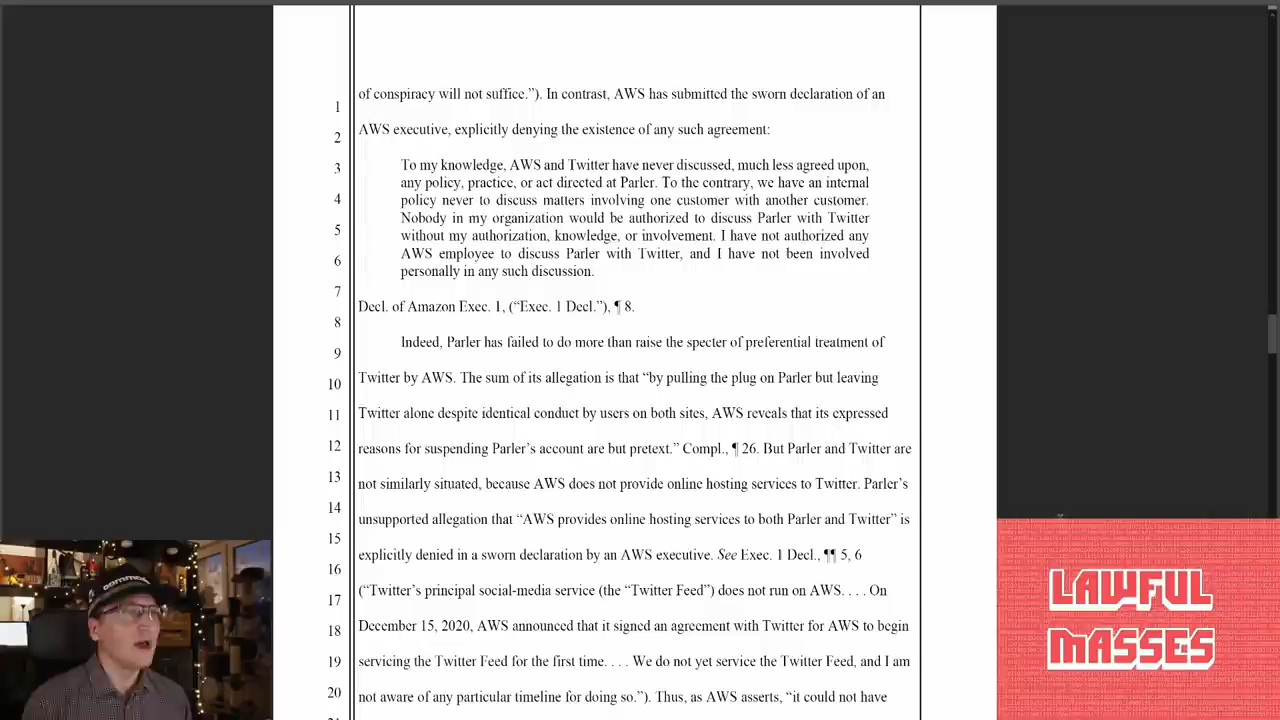 of conspiracy will not suffice.”). In contrast, AWS has submitted the sworn declaration of an
1
AWS executive, explicitly denying the existence of any such agreement:
2
To my knowledge, AWS and Twitter have never discussed, much less agreed upon,
3
any policy, practice, or act directed at Parler. To the contrary, we have an internal
policy never to discuss matters involving one customer with another customer.
4
Nobody in my organization would be authorized to discuss Parler with Twitter
5
without my authorization, knowledge, or involvement. I have not authorized any
AWS employee to discuss Parler with Twitter, and I have not been involved
6
personally in any such discussion.
7
Decl. of Amazon Exec. 1, (“Exec. 1 Decl.”), ¶ 8.
8
Indeed, Parler has failed to do more than raise the specter of preferential treatment of
9
Twitter by AWS. The sum of its allegation is that “by pulling the plug on Parler but leaving
10
Twitter alone despite identical conduct by users on both sites, AWS reveals that its expressed
11
reasons for suspending Parler’s account are but pretext.” Compl., ¶ 26. But Parler and Twitter are
12
not similarly situated, because AWS does not provide online hosting services to Twitter. Parler’s
13
unsupported allegation that “AWS provides online hosting services to both Parler and Twitter” is
14
explicitly denied in a sworn declaration by an AWS executive. See Exec. 1 Decl., ¶¶ 5, 6
15
16
(“Twitter’s principal social-media service (the “Twitter Feed”) does not run on AWS. . . . On
17
December 15, that it signed an agreement with Twitter for AWS to begin
18
servicing the Twitter Feed for the first time. . . . We do not yet service the Twitter Feed, and I am
19
not aware of any particular timeline for doing so.”). Thus, as AWS asserts, “it could not have
20
LAWFUL
MASSES